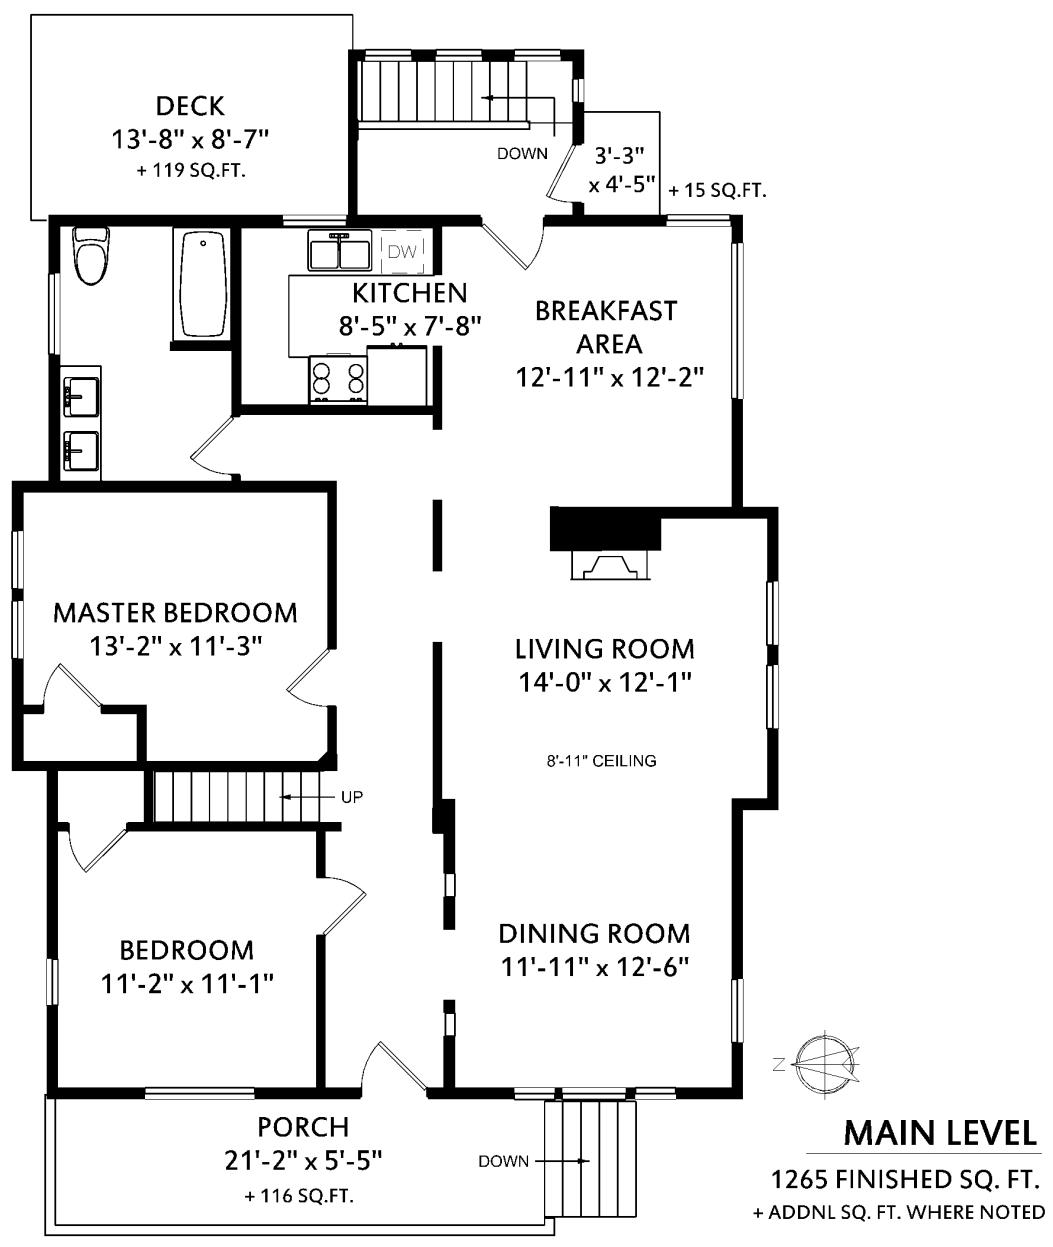 DECK
13'-8" x 8'-7"
+ 119 SQ.FT.
DOWN
3'-3"
x 4'-5"
+ 15 SQ.FT.
DW
KITCHEN
8'-5" x 7'-8"
BREAKFAST
AREA
12'-11" x 12'-2"
MASTER BEDROOM
13'-2" x 11'-3"
LIVING ROOM
14'-0" x 12'-1"
8'-11" CEILING
UP
BEDROOM
11'-2" x 11'-1"
DINING ROOM
11'-11" x 12'-6"
N
PORCH
21'-2" x 5'-5"
+ 116 SQ.FT.
DOWN
MAIN LEVEL
1265 FINISHED SQ. FT.
+ ADDNL SQ. FT. WHERE NOTED